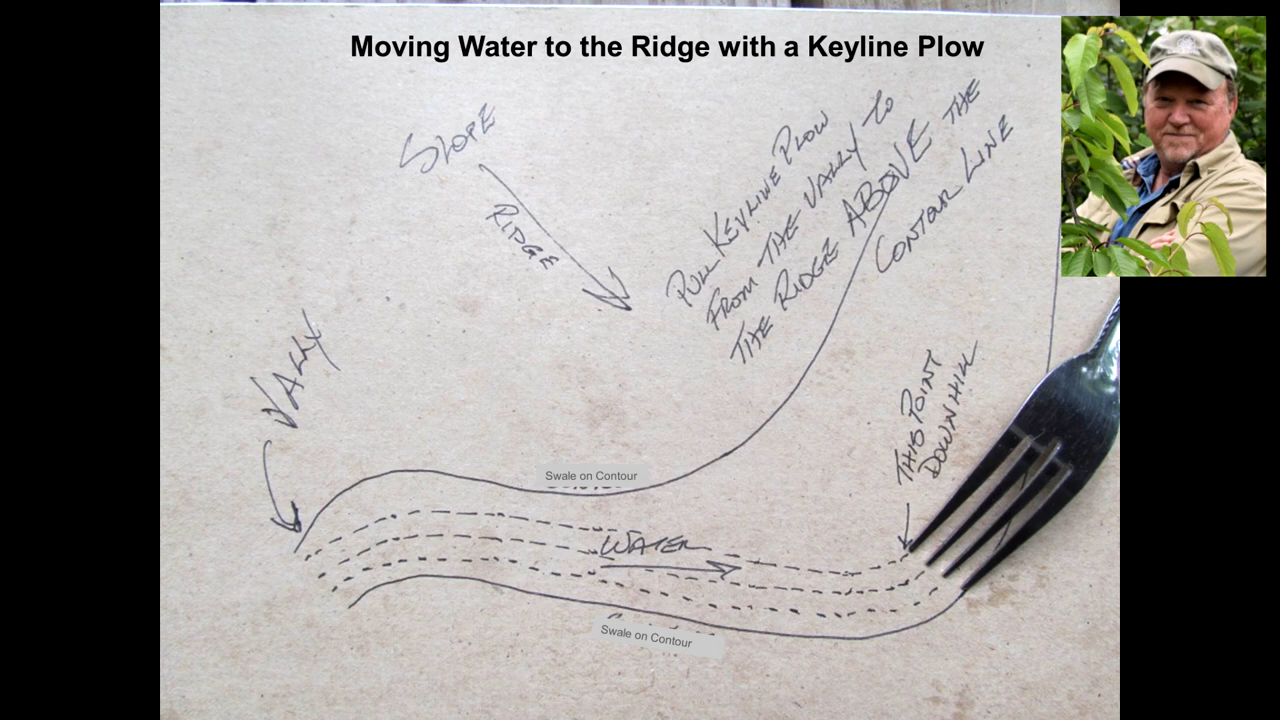 Moving Water to the Ridge with a Keyline Plow
SLOPE
RIDGE
PULL KEYLINE PLOW
FROM THE VALLY TO
THE RIDGE ABOVE THE
CONTOUR LINE
VALLY
THIS POINT
DOWNHILL
Swale on Contour
WATER
Swale on Contour